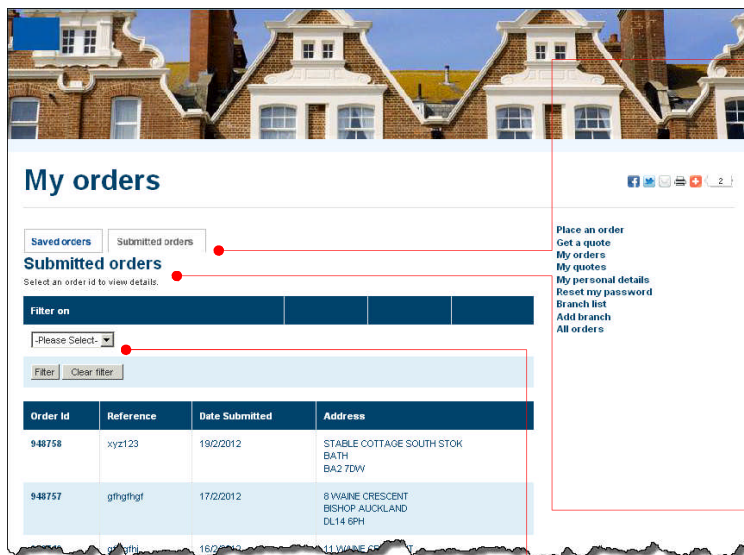 My orders
2
Saved orders
Submitted orders
Submitted orders
Select an order id to view details.
Filter on
-Please Select-
Filter
Clear filter
Order Id Reference Date Submitted Address
948758 xyz123 19/2/2012 STABLE COTTAGE SOUTH STOK
BATH
BA2 7DW
948757 gfhgfhgf 17/2/2012 8 WAINE CRESCENT
BISHOP AUCKLAND
DL14 6PH
Place an order
Get a quote
My orders
My quotes
My personal details
Reset my password
Branch list
Add branch
All orders